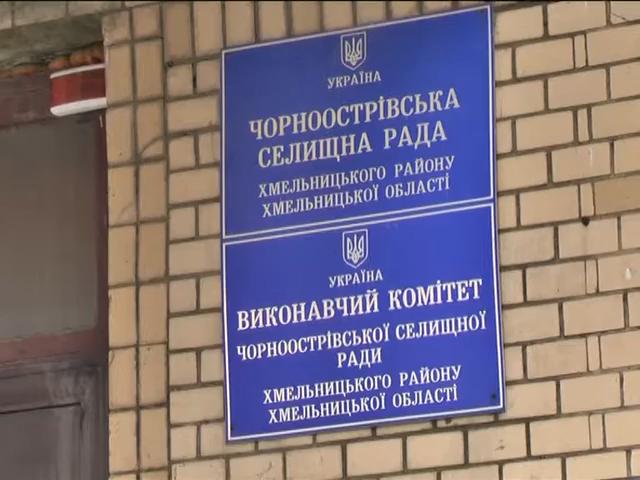 УКРАЇНА
ЧОРНООСТРІВСЬКА
СЕЛИЩНА РАДА
ХМЕЛЬНИЦЬКОГО РАЙОНУ
ХМЕЛЬНИЦЬКОЇ ОБЛАСТІ
УКРАЇНА
ВИКОНАВЧИЙ КОМІТЕТ
ЧОРНООСТРІВСЬКОЇ СЕЛИЩНОЇ
РАДИ
ХМЕЛЬНИЦЬКОГО РАЙОНУ
ХМЕЛЬНИЦЬКОЇ ОБЛАСТІ